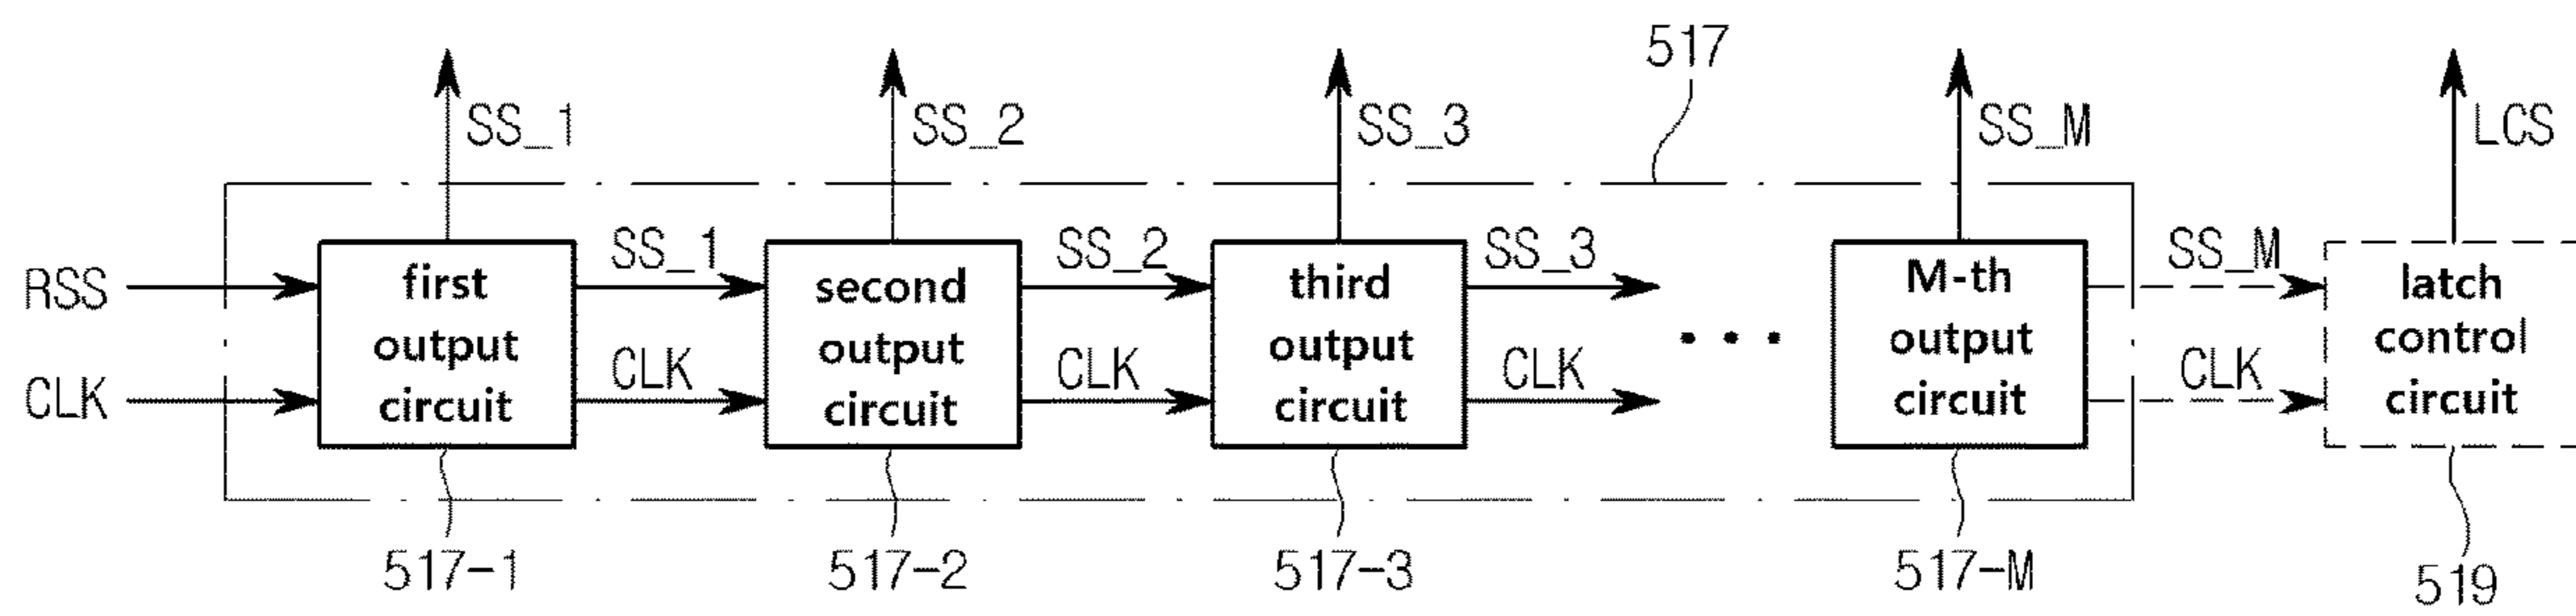 517
SS_1
SS_2
SS_3
SS_M
LCS
RSS
CLK
first
output
circuit
SS_1
CLK
second
output
circuit
SS_2
CLK
third
output
circuit
SS_3
CLK
...
M-th
output
circuit
SS_M
CLK
latch
control
circuit
517-1
517-2
517-3
517-M
519